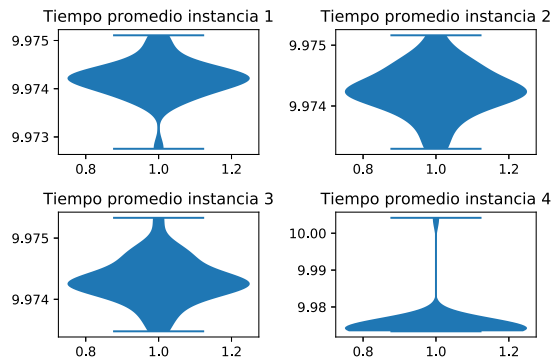 Tiempo promedio instancia 1
9.975
9.974
9.973
0.8 1.0 1.2
Tiempo promedio instancia 2
9.975
9.974
0.8 1.0 1.2
Tiempo promedio instancia 3
9.975
9.974
0.8 1.0 1.2
Tiempo promedio instancia 4
10.00
9.99
9.98
0.8 1.0 1.2